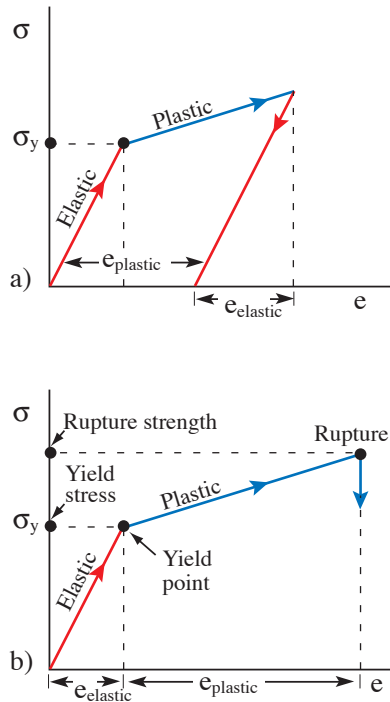 σ
Plastic
σy
Elastic
eplastic
a)
eelastic
e
σ
Rupture strength
Rupture
Yield
stress
Plastic
σy
Elastic
Yield
point
b)
eelastic
eplastic
e